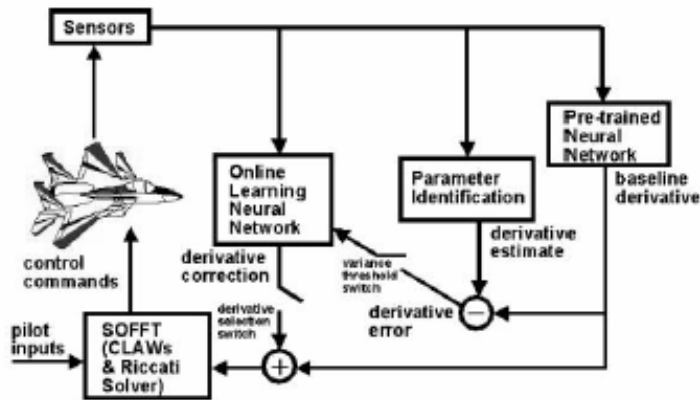 Sensors
Pre-trained
Neural
Network
Online
Learning
Neural
Network
Parameter
Identification
baseline
derivative
derivative
estimate
derivative
correction
variance
threshold
switch
control
commands
derivative
selection
switch
derivative
error
pilot
inputs
SOFFT
(CLAWs
& Riccati
Solver)
+
−